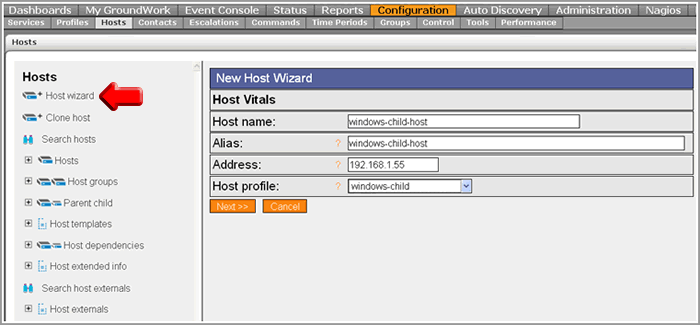 Dashboards My GroundWork Event Console Status Reports Configuration Auto Discovery Administration Nagios
Services Profiles Hosts Contacts Escalations Commands Time Periods Groups Control Tools Performance
Hosts
Hosts
Host wizard
Clone host
Search hosts
Hosts
Host groups
Parent child
Host templates
Host dependencies
Host extended info
Search host externals
Host externals
New Host Wizard
Host Vitals
Host name: windows-child-host
Alias: ? windows-child-host
Address: ? 192.168.1.55
Host profile: ? windows-child
Next >> Cancel